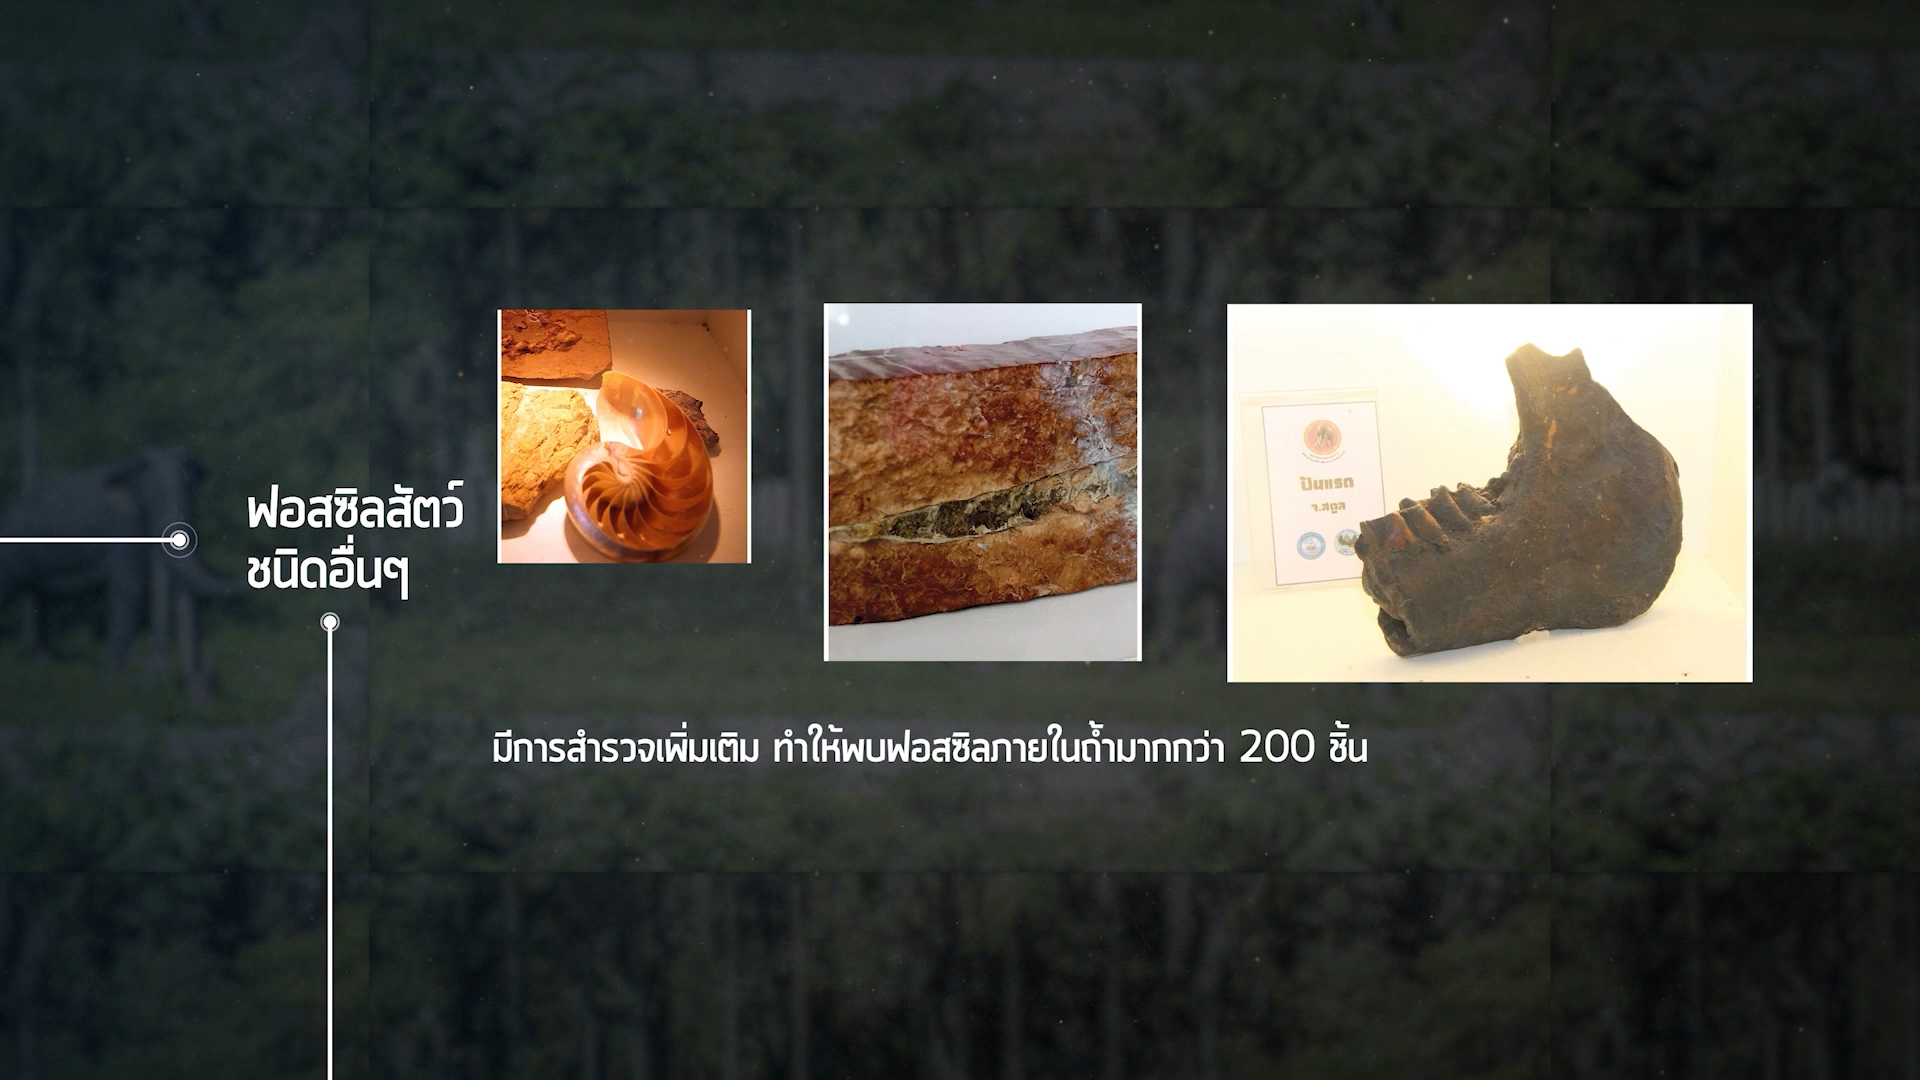 ฟอสซิลสัตว์
ชนิดอื่นๆ
ปิ่นแรด
จ.สตูล
มีการสำรวจเพิ่มเติม ทำให้พบฟอสซิลภายในถ้ำมากกว่า 200 ชิ้น